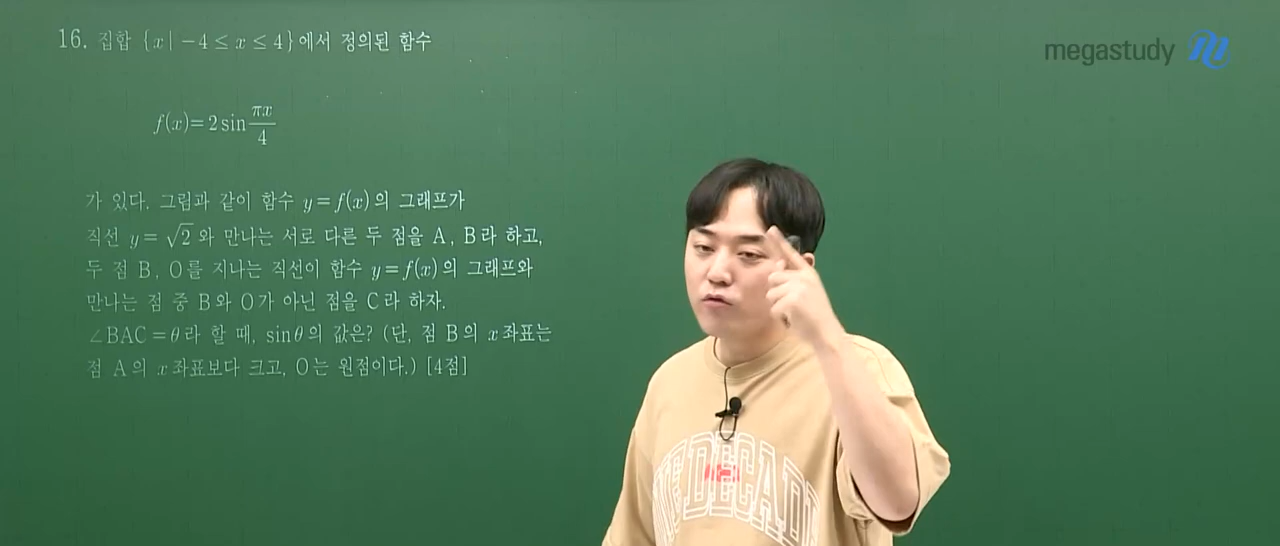 16. 집합 {x | −4 ≤ x ≤ 4}에서 정의된 함수
megastudy
f(x)=2sin πx/4
가 있다. 그림과 같이 함수 y=f(x)의 그래프가
직선 y=√2와 만나는 서로 다른 두 점을 A, B라 하고,
두 점 B, O를 지나는 직선이 함수 y=f(x)의 그래프와
만나는 점 중 B와 O가 아닌 점을 C라 하자.
∠BAC=θ라 할 때, sinθ의 값은? (단, 점 B의 x좌표는
점 A의 x좌표보다 크고, O는 원점이다.) [4점]
DECADE